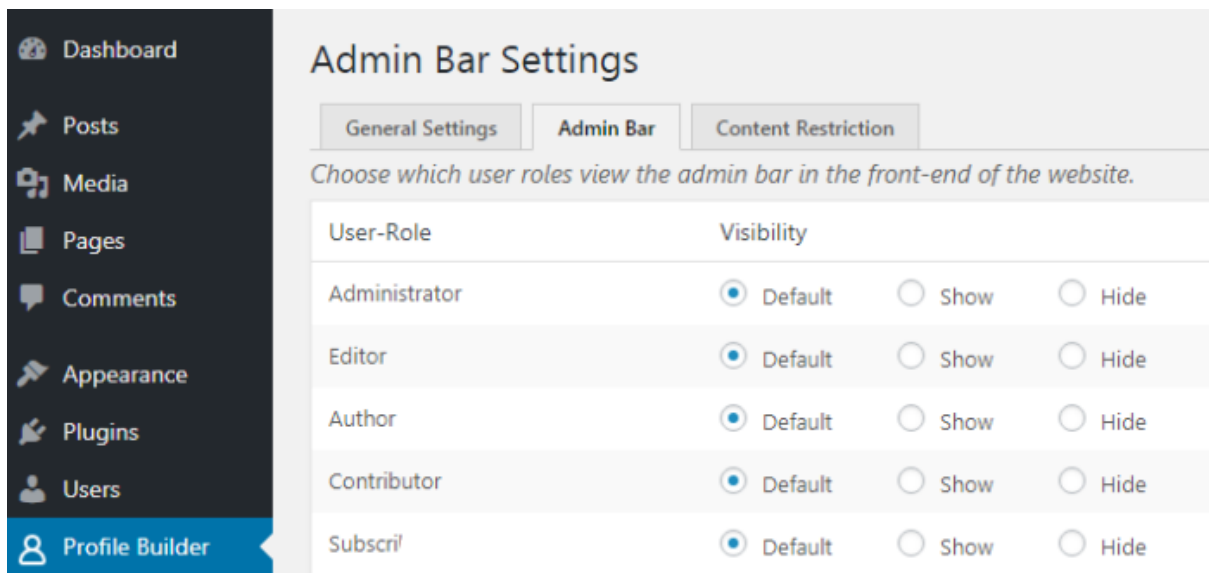 Dashboard
Posts
Media
Pages
Comments
Appearance
Plugins
Users
Profile Builder
Admin Bar Settings
General Settings Admin Bar Content Restriction
Choose which user roles view the admin bar in the front-end of the website.
User-Role Visibility
Administrator Default Show Hide
Editor Default Show Hide
Author Default Show Hide
Contributor Default Show Hide
Default Show Hide